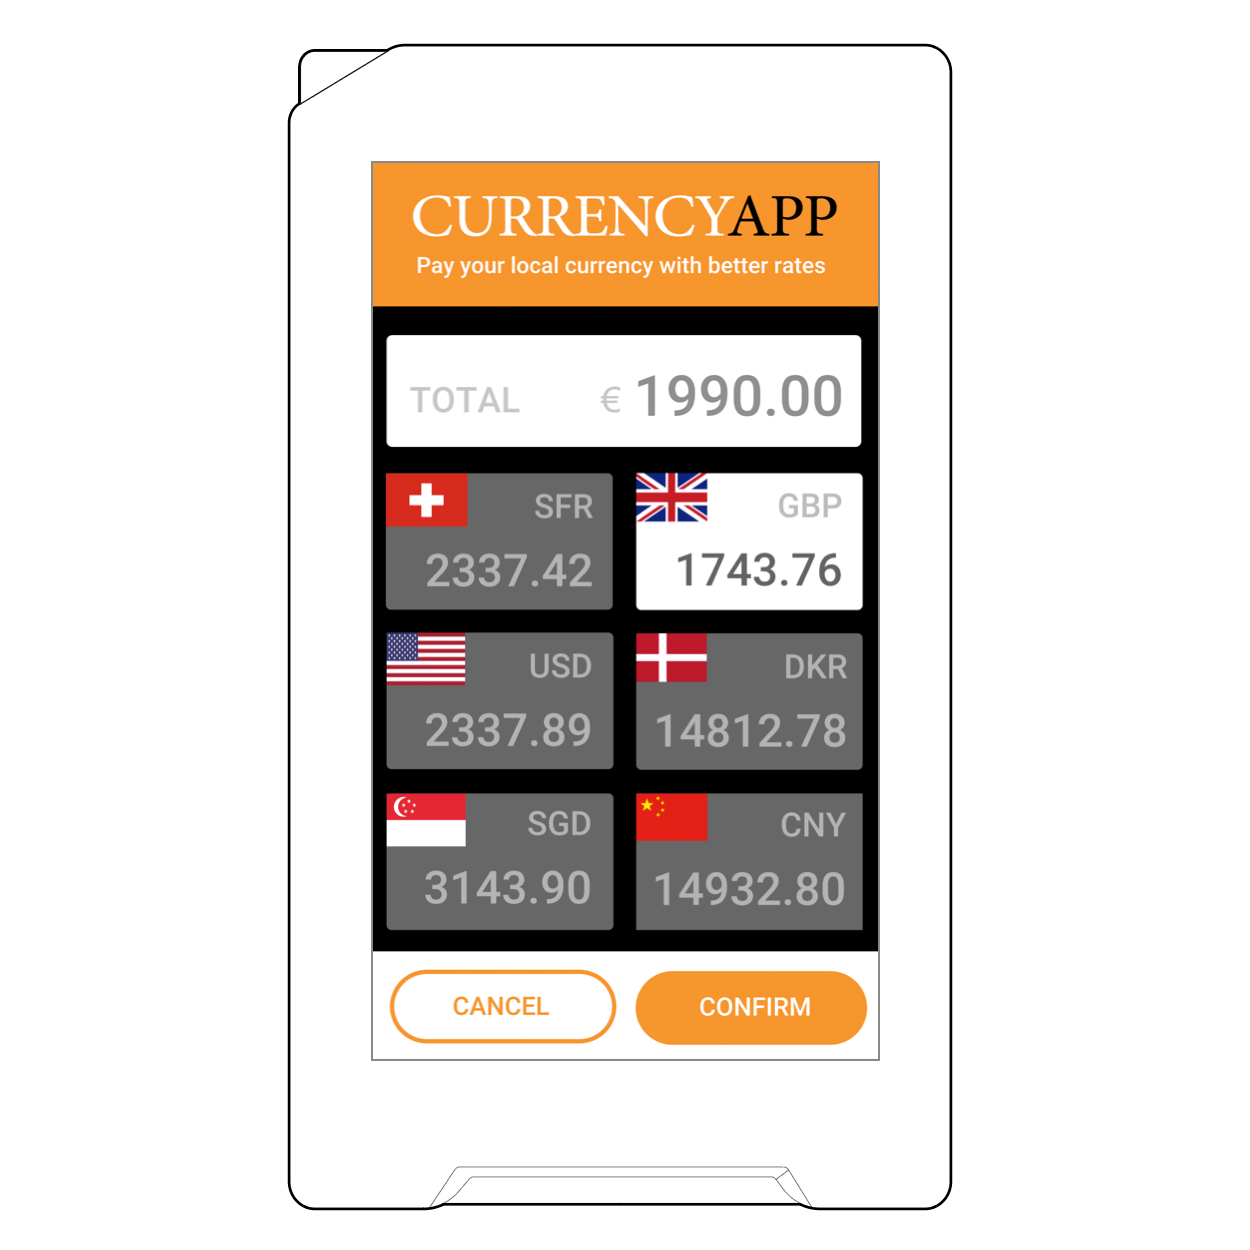 CURRENCYAPP
Pay your local currency with better rates
TOTAL € 1990.00
SFR
2337.42
GBP
1743.76
USD
2337.89
DKR
14812.78
SGD
3143.90
CNY
14932.80
CANCEL
CONFIRM